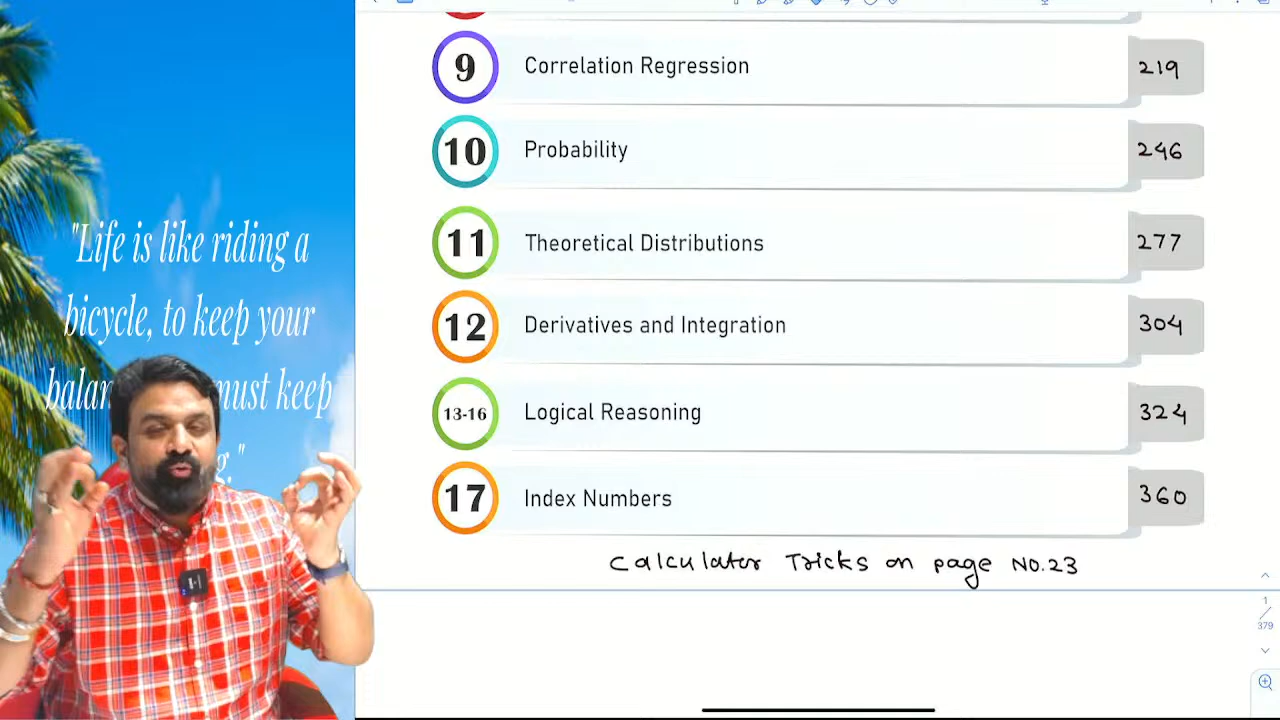 "Life is like riding a
bicycle, to keep your
must keep
g."
9 Correlation Regression 219
10 Probability 246
11 Theoretical Distributions 277
12 Derivatives and Integration 304
13-16 Logical Reasoning 324
17 Index Numbers 360
Calculator Tricks on page No.23
1
379